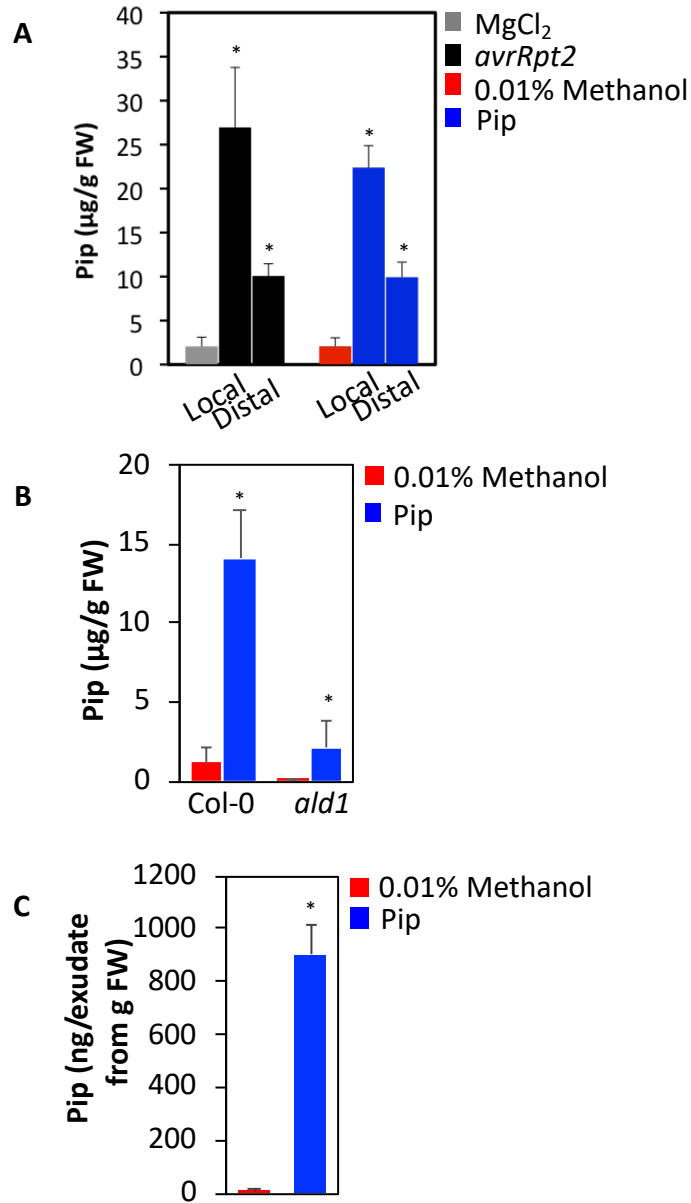 A
MgCl₂
avrRpt2
0.01% Methanol
Pip
Pip (µg/g FW)
40
35
30
25
20
15
10
5
0
*
*
*
*
Local
Distal
Local
Distal
B
0.01% Methanol
Pip
Pip (µg/g FW)
20
15
10
5
0
*
*
Col-0 ald1
C
0.01% Methanol
Pip
Pip (ng/exudate
from g FW)
1200
1000
800
600
400
200
0
*